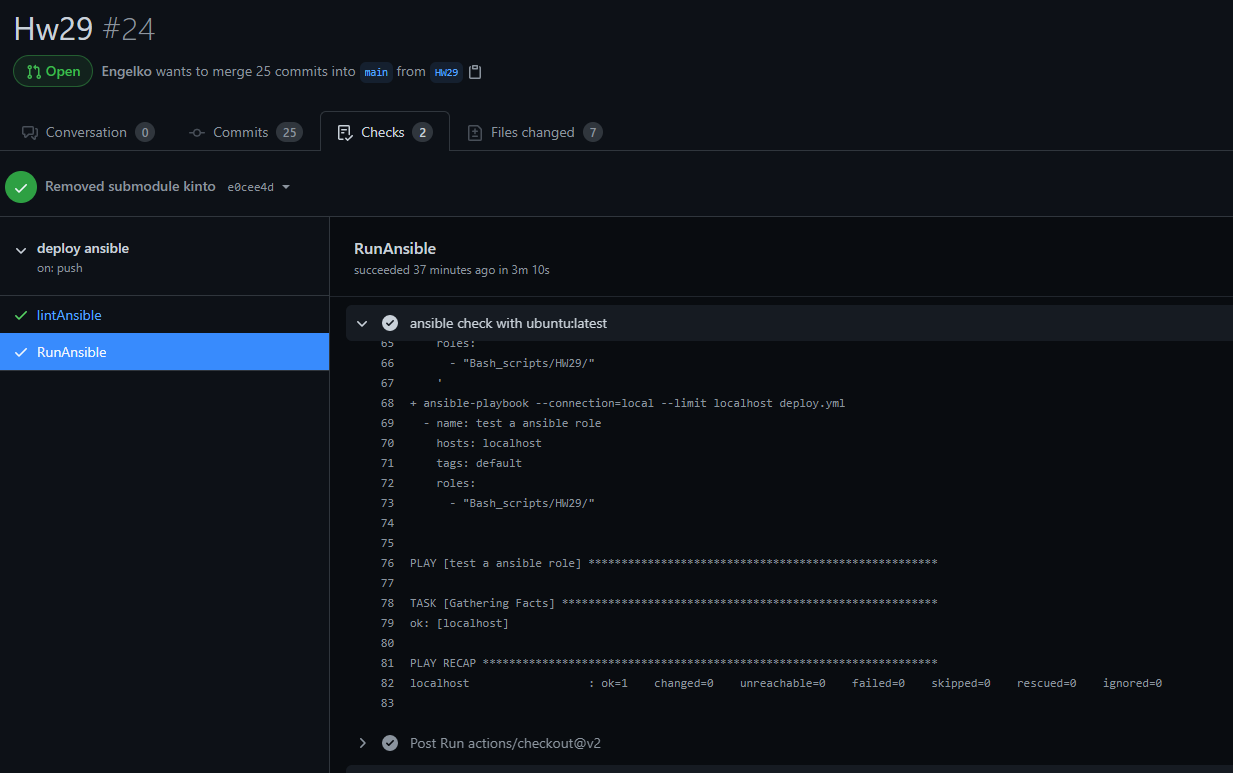 Hw29 #24
Open Engelko wants to merge 25 commits into main from HW29
Conversation 0 Commits 25 Checks 2 Files changed 7
Removed submodule kinto e0cee4d
deploy ansible
on: push
lintAnsible
RunAnsible
RunAnsible
succeeded 37 minutes ago in 3m 10s
ansible check with ubuntu:latest
65 roles:
66 - "Bash_scripts/HW29/"
67 '
68 + ansible-playbook --connection=local --limit localhost deploy.yml
69 - name: test a ansible role
70 hosts: localhost
71 tags: default
72 roles:
73 - "Bash_scripts/HW29/"
74
75
76 PLAY [test a ansible role] *****************************************************
77
78 TASK [Gathering Facts] *********************************************************
79 ok: [localhost]
80
81 PLAY RECAP *********************************************************************
82 localhost : ok=1 changed=0 unreachable=0 failed=0 skipped=0 rescued=0 ignored=0
83
Post Run actions/checkout@v2